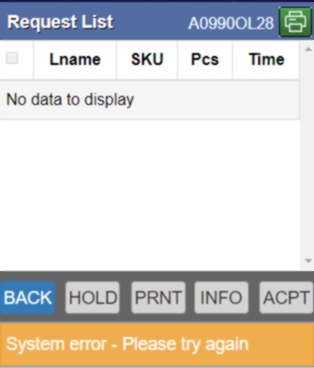 Request List A0990OL28
Lname SKU Pcs Time
No data to display
BACK HOLD PRNT INFO ACPT
System error - Please try again